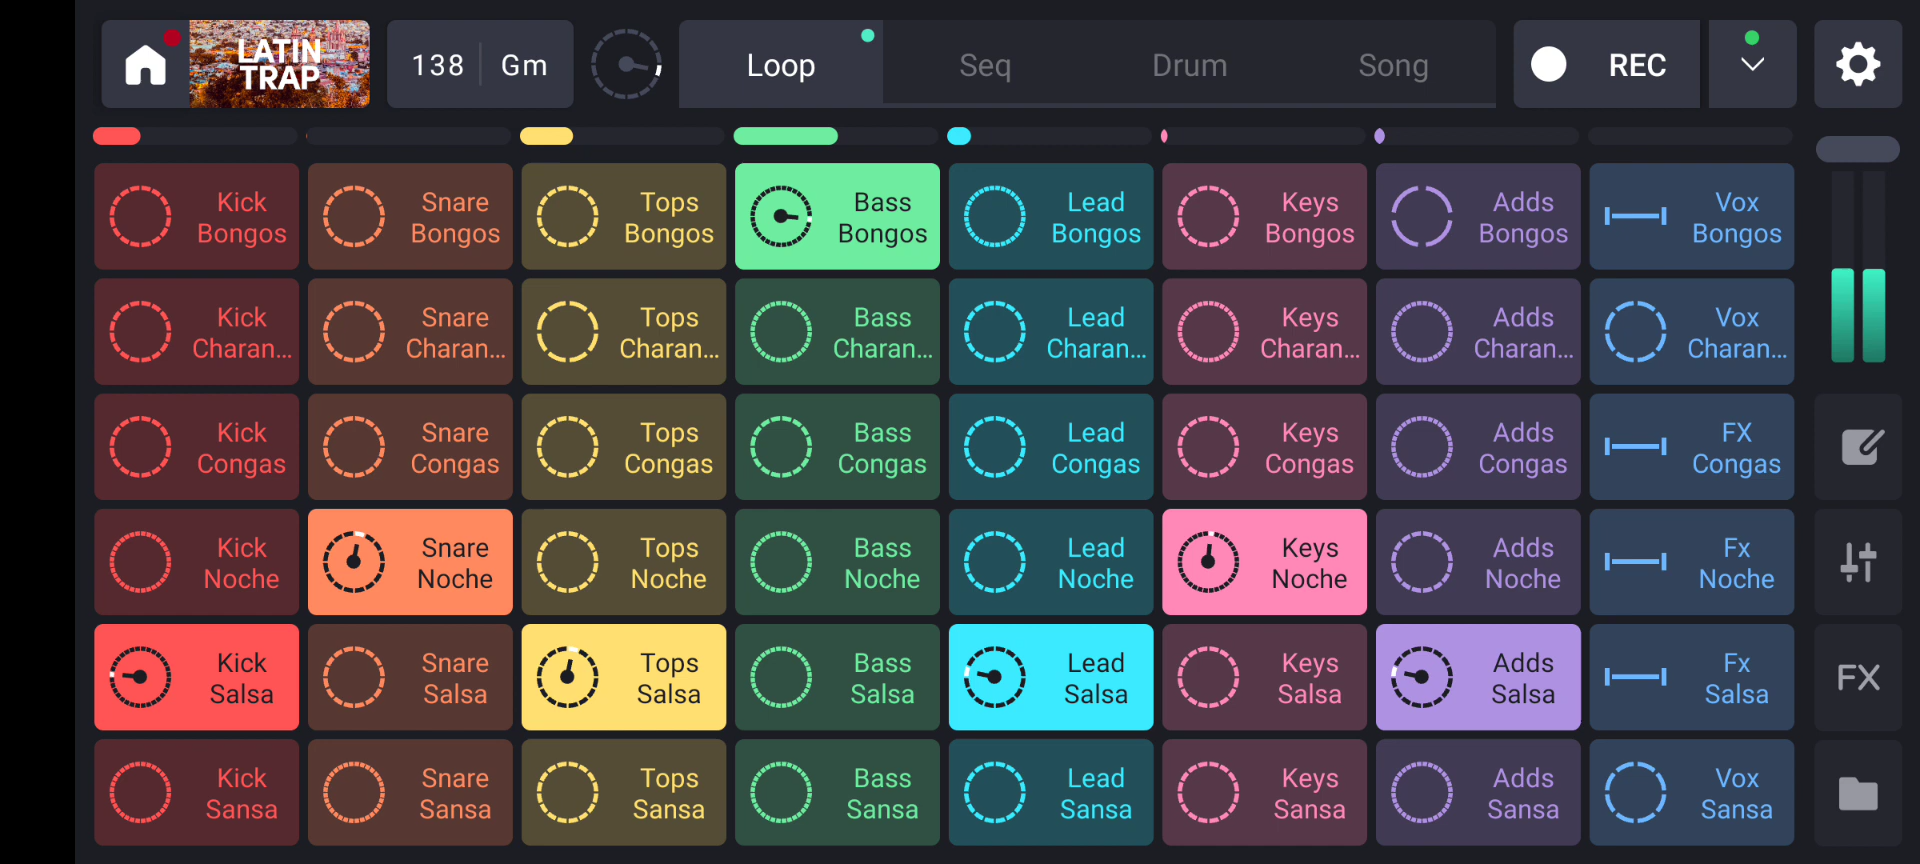 LATIN
TRAP
138 Gm
Loop Seq Drum Song
REC
Kick Snare Tops Bass Lead Keys Adds Vox
Bongos Bongos Bongos Bongos Bongos Bongos Bongos Bongos
Kick Snare Tops Bass Lead Keys Adds Vox
Charan... Charan... Charan... Charan... Charan... Charan... Charan... Charan...
Kick Snare Tops Bass Lead Keys Adds FX
Congas Congas Congas Congas Congas Congas Congas Congas
Kick Snare Tops Bass Lead Keys Adds Fx
Noche Noche Noche Noche Noche Noche Noche Noche
Kick Snare Tops Bass Lead Keys Adds Fx
Salsa Salsa Salsa Salsa Salsa Salsa Salsa Salsa
FX
Kick Snare Tops Bass Lead Keys Adds Vox
Sansa Sansa Sansa Sansa Sansa Sansa Sansa Sansa